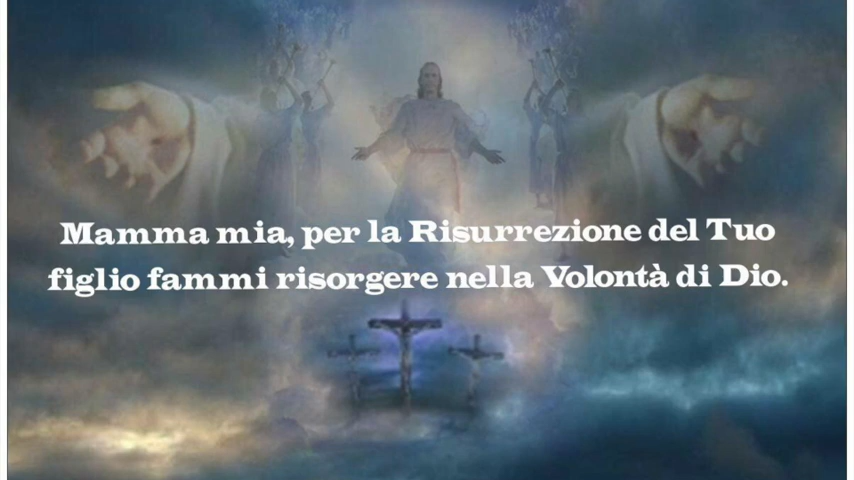 Mamma mia, per la Risurrezione del Tuo
figlio fammi risorgere nella Volontà di Dio.